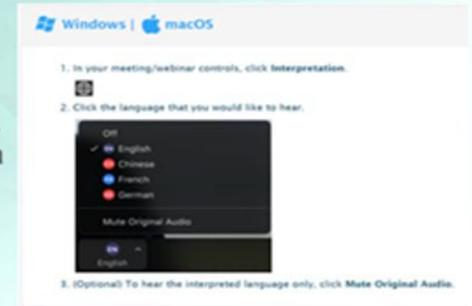 Windows | macOS
1. In your meeting/webinar controls, click Interpretation.
2. Click the language that you would like to hear.
Off
✓ EN English
Chinese
French
German
Mute Original Audio
EN
English
3. (Optional) To hear the interpreted language only, click Mute Original Audio.